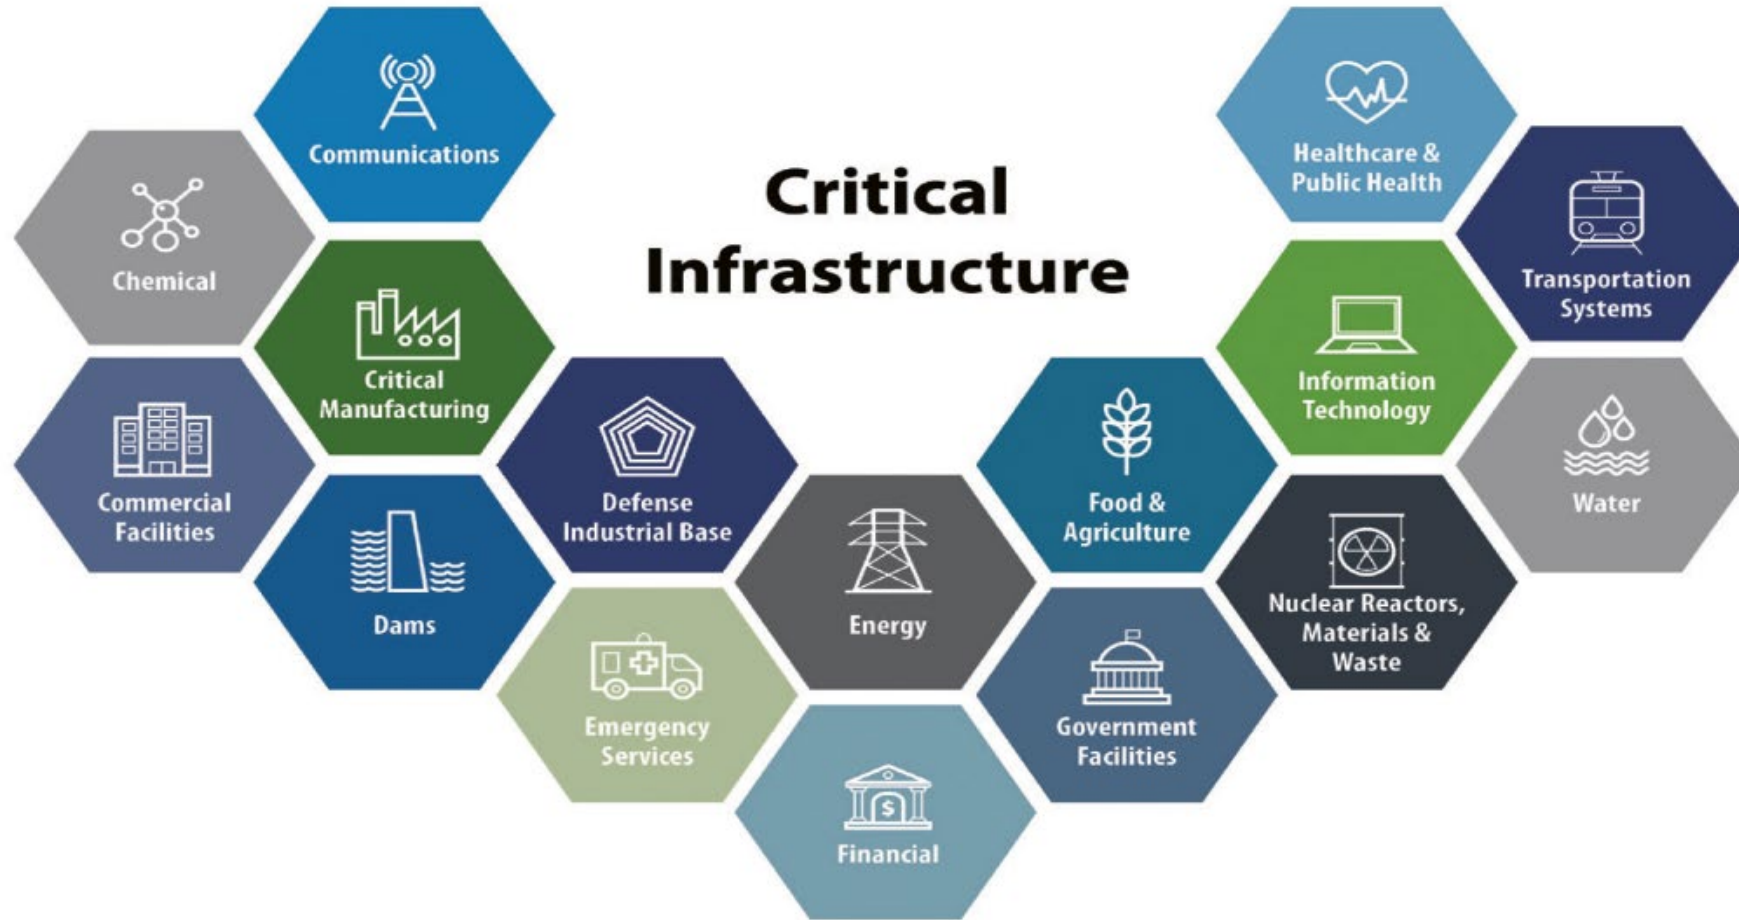 Critical
Infrastructure
Communications
Chemical
Critical
Manufacturing
Commercial
Facilities
Dams
Defense
Industrial Base
Emergency
Services
Energy
$
Financial
Food &
Agriculture
Government
Facilities
Healthcare &
Public Health
Information
Technology
Nuclear Reactors,
Materials &
Waste
Transportation
Systems
Water